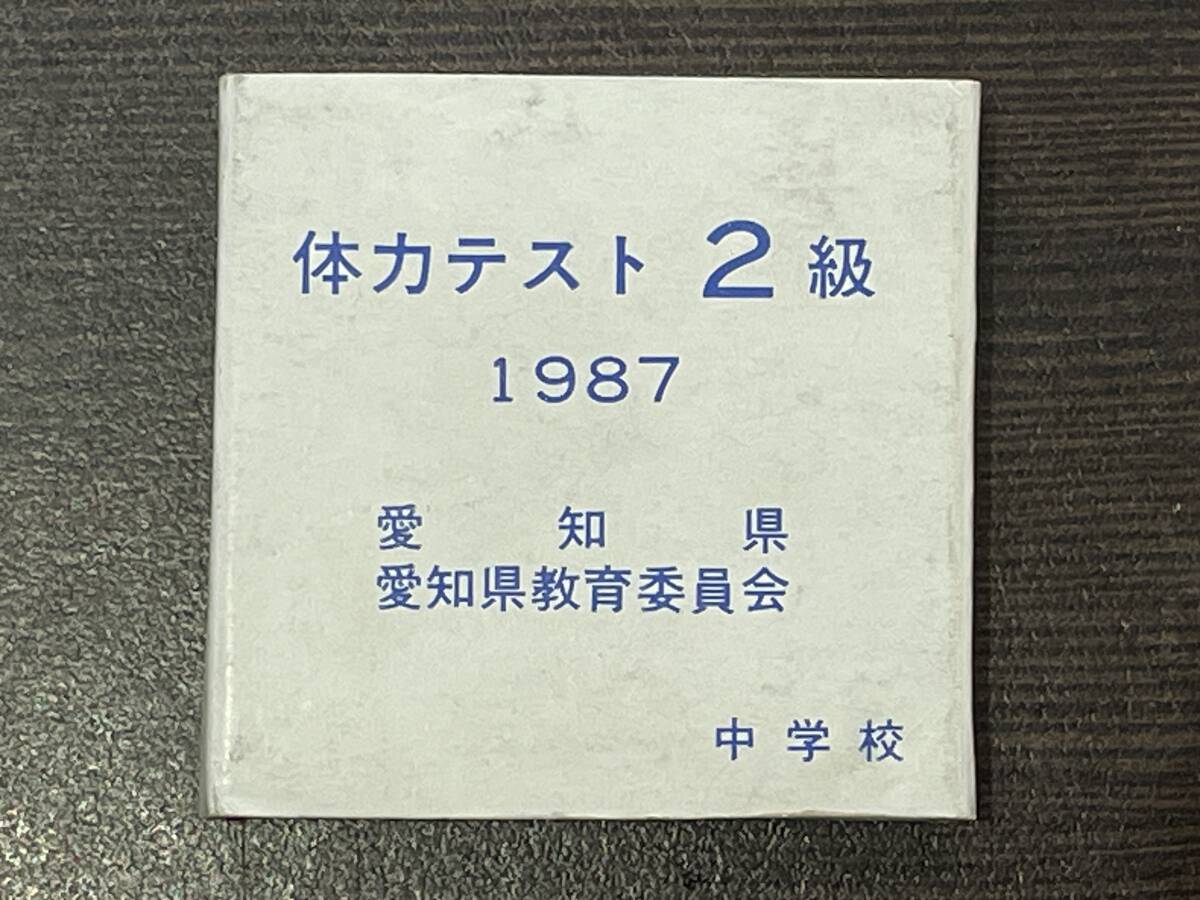 体力テスト 2 級
1987
愛知県
愛知県教育委員会
中学校